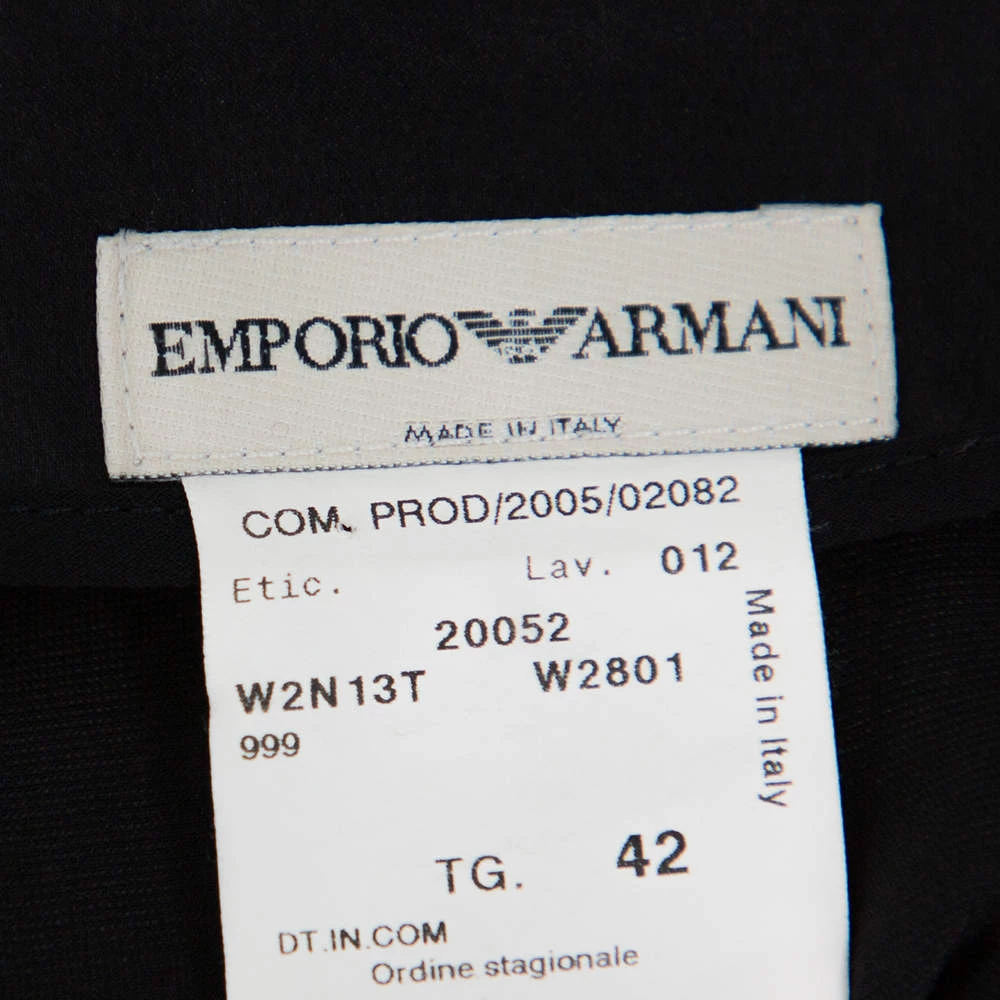 EMPORIO ARMANI
MADE IN ITALY
COM. PROD/2005/02082
Etic. Lav. 012
20052
W2N13T W2801
999
Made in Italy
TG. 42
DT.IN.COM
Ordine stagionale